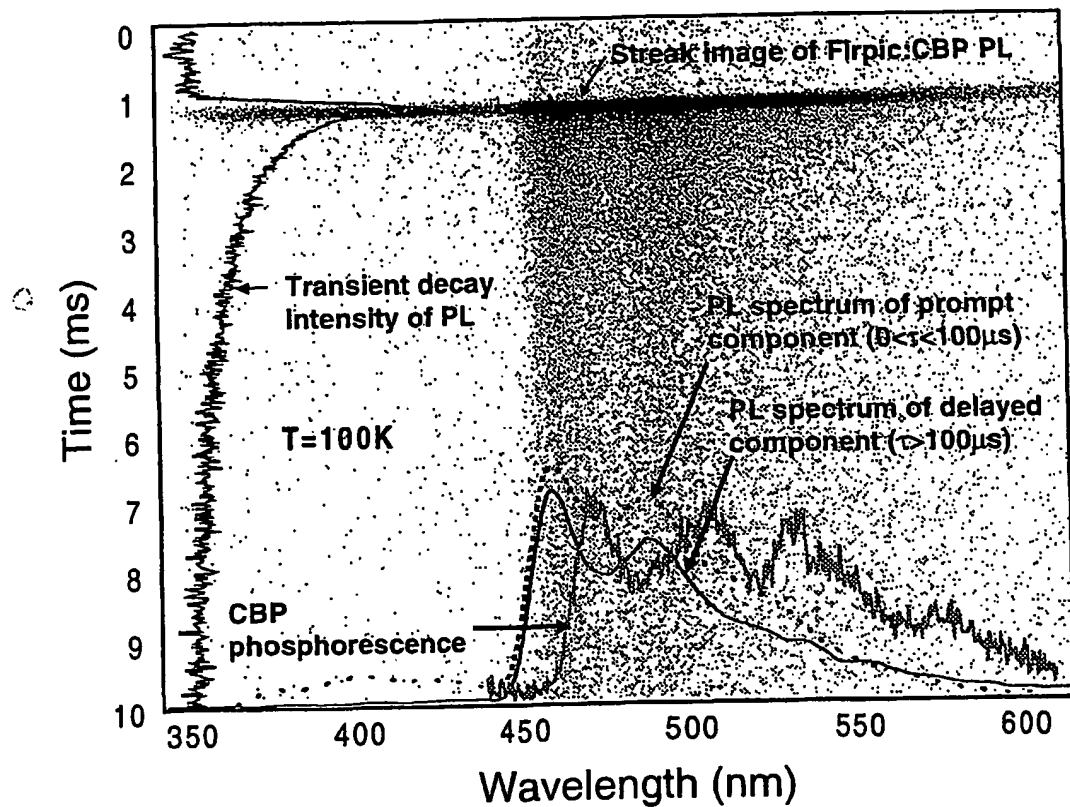 0
1
2
3
4
5
6
7
8
9
10
Time (ms)
Streak image of Firpic:CBP PL
Transient decay
intensity of PL
PL spectrum of prompt
component (0<τ<100μs)
PL spectrum of delayed
component (τ>100μs)
T=100K
CBP
phosphorescence
350 400 450 500 550 600
Wavelength (nm)